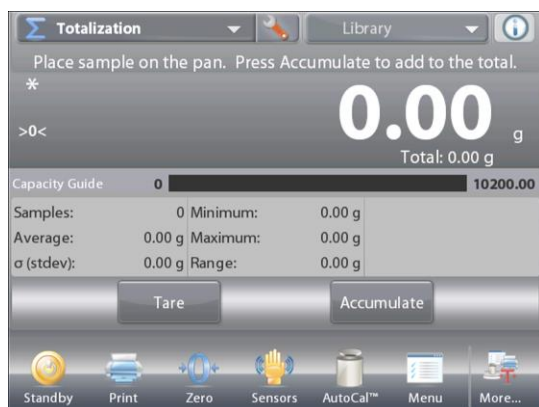 Σ Totalization Library
Place sample on the pan. Press Accumulate to add to the total.
*
0.00 g
>0<
Total: 0.00 g
Capacity Guide 0 10200.00
Samples: 0 Minimum: 0.00 g
Average: 0.00 g Maximum: 0.00 g
σ (stdev): 0.00 g Range: 0.00 g
Tare Accumulate
Standby Print Zero Sensors AutoCal™ Menu More...